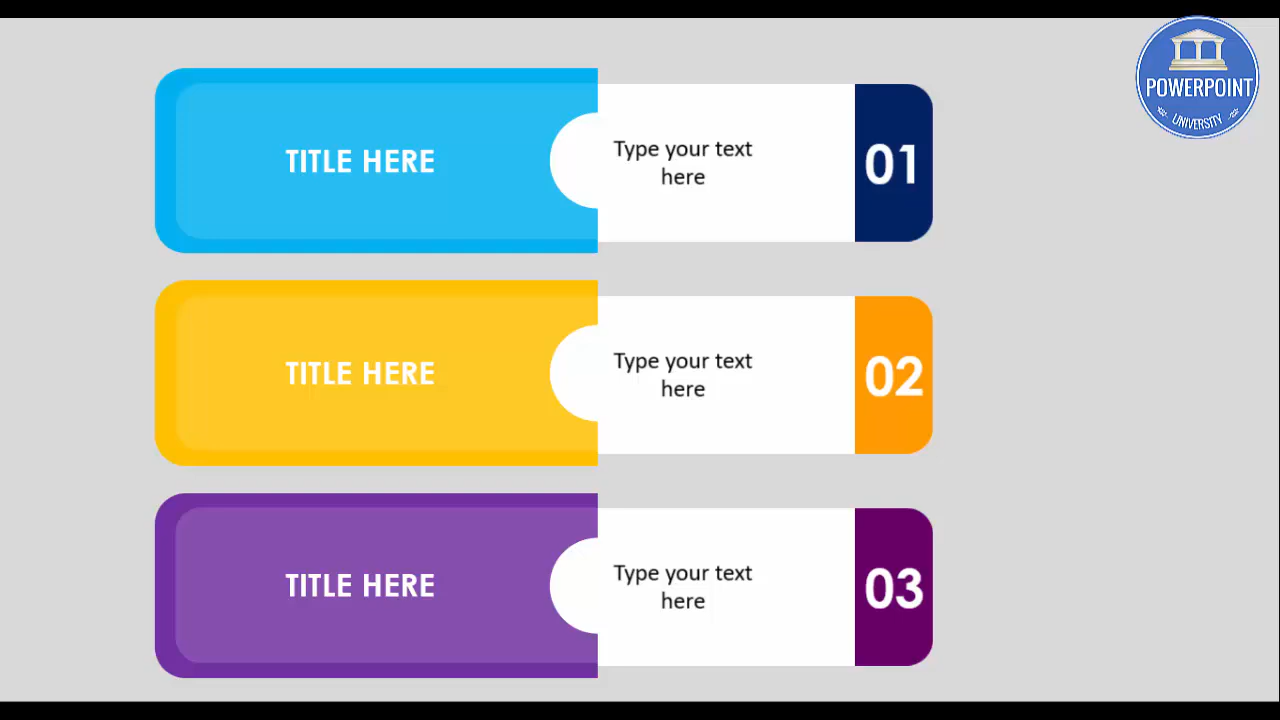 POWERPOINT
UNIVERSITY
TITLE HERE
Type your text
here
01
TITLE HERE
Type your text
here
02
TITLE HERE
Type your text
here
03